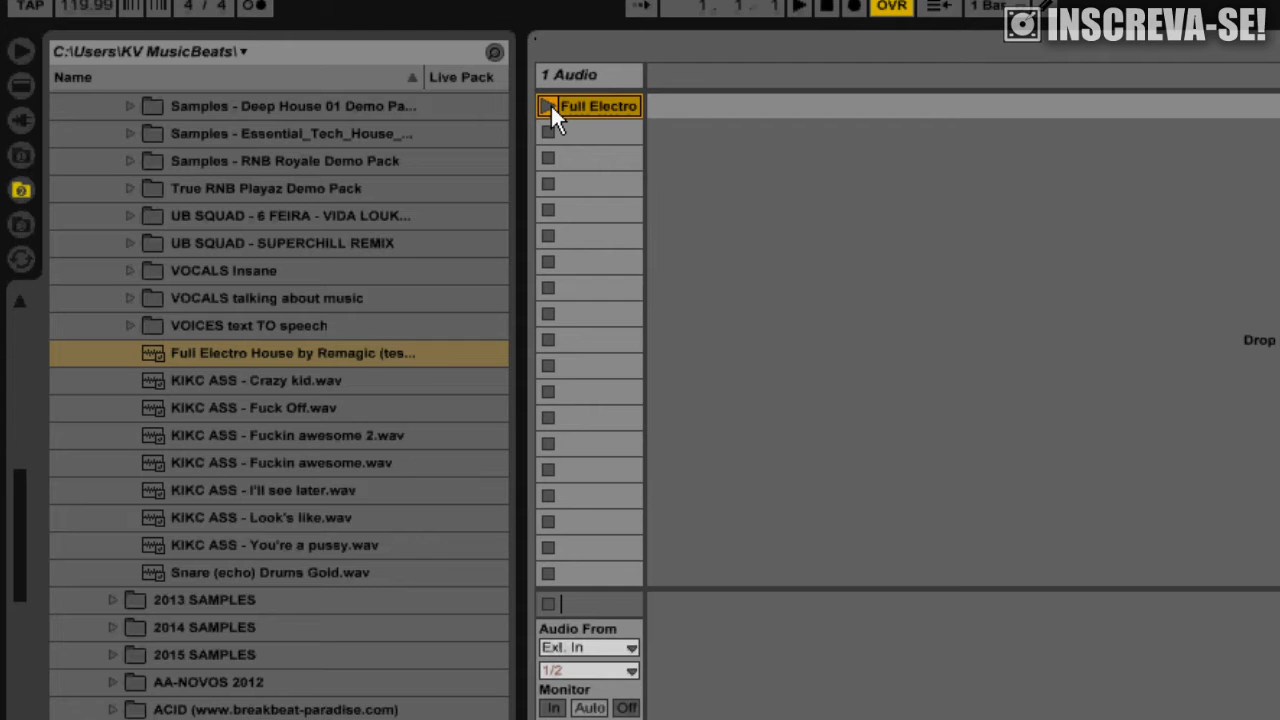 TAP 119.99 4 / 4 1. 1. 1 OVR 1 Bar
INSCREVA-SE!
C:\Users\KV MusicBeats\
Name Live Pack
Samples - Deep House 01 Demo Pa...
Samples - Essential_Tech_House_...
Samples - RNB Royale Demo Pack
True RNB Playaz Demo Pack
UB SQUAD - 6 FEIRA - VIDA LOUK...
UB SQUAD - SUPERCHILL REMIX
VOCALS Insane
VOCALS talking about music
VOICES text TO speech
Full Electro House by Remagic (tes...
KIKC ASS - Crazy kid.wav
KIKC ASS - Fuck Off.wav
KIKC ASS - Fuckin awesome 2.wav
KIKC ASS - Fuckin awesome.wav
KIKC ASS - I'll see later.wav
KIKC ASS - Look's like.wav
KIKC ASS - You're a pussy.wav
Snare (echo) Drums Gold.wav
2013 SAMPLES
2014 SAMPLES
2015 SAMPLES
AA-NOVOS 2012
ACID (www.breakbeat-paradise.com)
1 Audio
Full Electro
Drop
Audio From
Ext. In
1/2
Monitor
In Auto Off